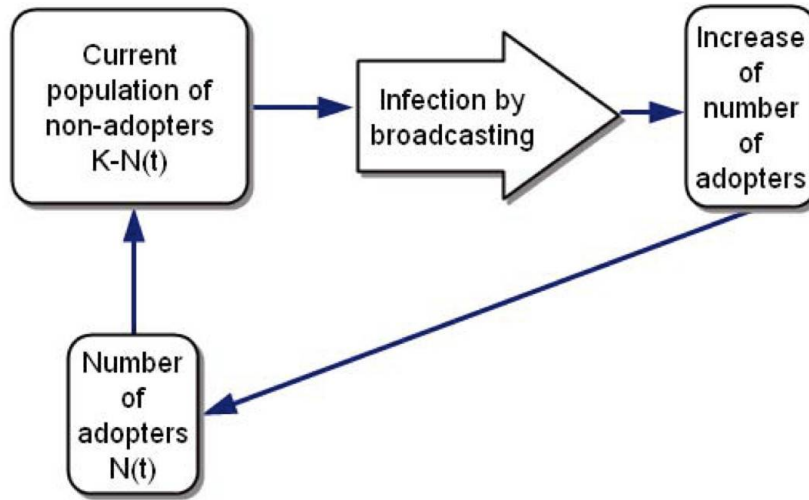 Current
population of
non-adopters
K-N(t)
Infection by
broadcasting
Increase
of
number
of
adopters
Number
of
adopters
N(t)